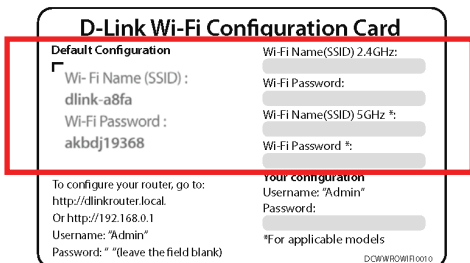 D-Link Wi-Fi Configuration Card
Default Configuration
Wi- Fi Name (SSID) :
dlink-a8fa
Wi-Fi Password :
akbdj19368
To configure your router, go to:
http://dlinkrouter.local.
Or http://192.168.0.1
Username: "Admin"
Password: " "(leave the field blank)
Wi-Fi Name(SSID) 2.4GHz:
Wi-Fi Password:
Wi-Fi Name(SSID) 5GHz *:
Wi-Fi Password *:
Your configuration
Username: "Admin"
Password:
*For applicable models
DCWWROWIFI0010